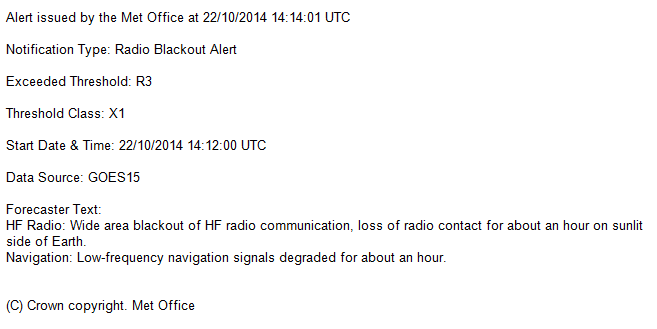 Alert issued by the Met Office at 22/10/2014 14:14:01 UTC
Notification Type: Radio Blackout Alert
Exceeded Threshold: R3
Threshold Class: X1
Start Date & Time: 22/10/2014 14:12:00 UTC
Data Source: GOES15
Forecaster Text:
HF Radio: Wide area blackout of HF radio communication, loss of radio contact for about an hour on sunlit
side of Earth.
Navigation: Low-frequency navigation signals degraded for about an hour.
(C) Crown copyright. Met Office